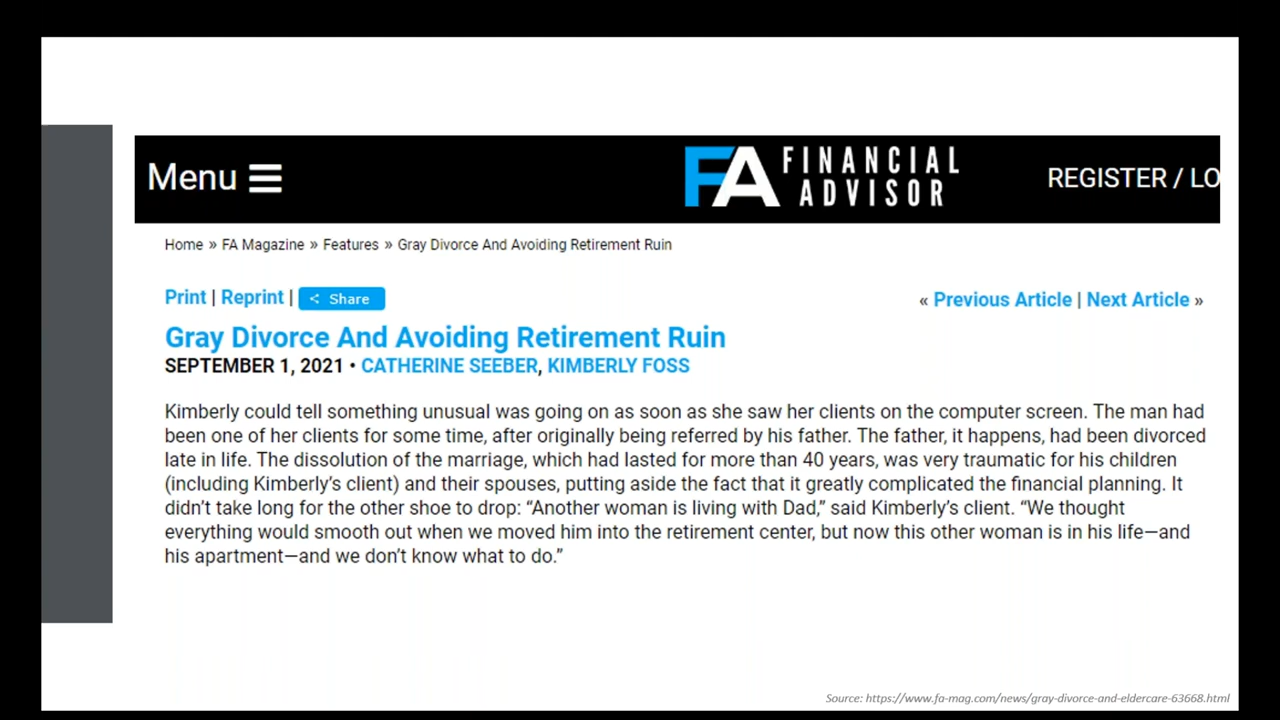 Menu
FA FINANCIAL
ADVISOR
REGISTER / LO
Home » FA Magazine » Features » Gray Divorce And Avoiding Retirement Ruin
Print | Reprint | Share
« Previous Article | Next Article »
Gray Divorce And Avoiding Retirement Ruin
SEPTEMBER 1, 2021 • CATHERINE SEEBER, KIMBERLY FOSS
Kimberly could tell something unusual was going on as soon as she saw her clients on the computer screen. The man had
been one of her clients for some time, after originally being referred by his father. The father, it happens, had been divorced
late in life. The dissolution of the marriage, which had lasted for more than 40 years, was very traumatic for his children
(including Kimberly’s client) and their spouses, putting aside the fact that it greatly complicated the financial planning. It
didn’t take long for the other shoe to drop: “Another woman is living with Dad,” said Kimberly’s client. “We thought
everything would smooth out when we moved him into the retirement center, but now this other woman is in his life—and
his apartment—and we don’t know what to do.”
Source: https://www.fa-mag.com/news/gray-divorce-and-eldercare-63668.html